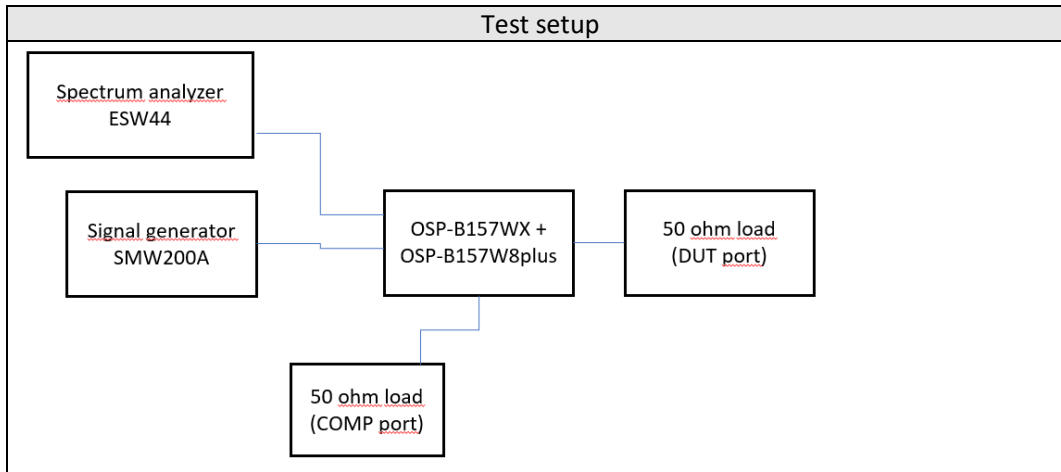 Test setup
Spectrum analyzer
ESW44
Signal generator
SMW200A
OSP-B157WX +
OSP-B157W8plus
50 ohm load
(DUT port)
50 ohm load
(COMP port)